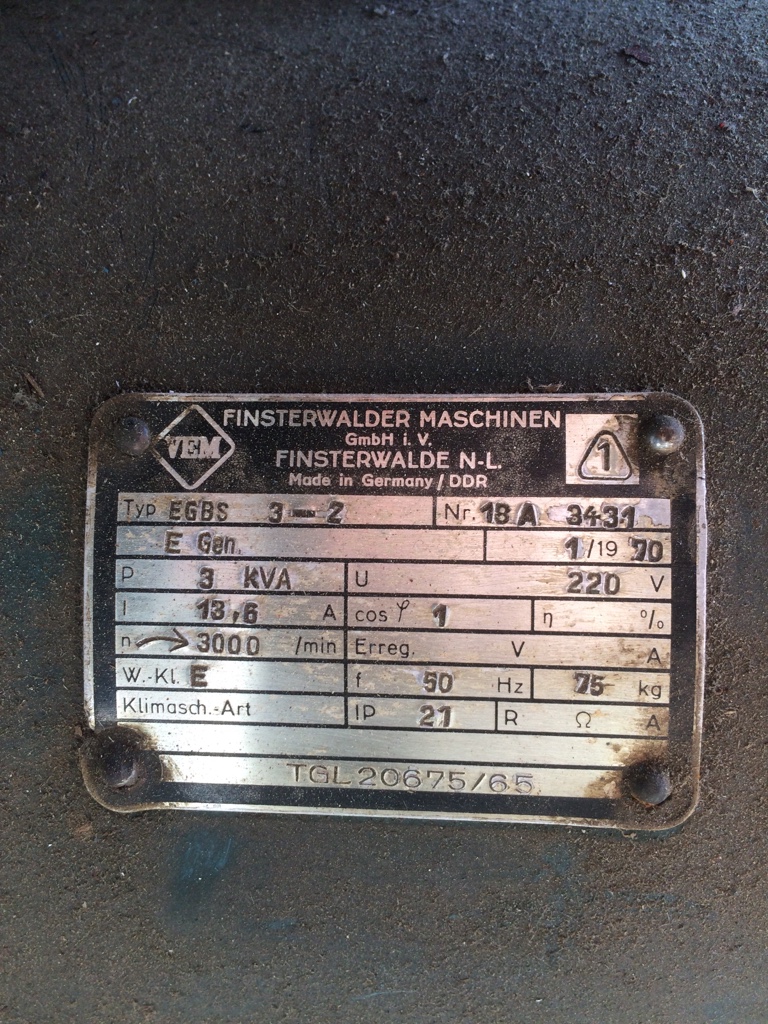 VEM
FINSTERWALDER MASCHINEN
GmbH i. V.
FINSTERWALDE N-L.
Made in Germany/DDR
1
Typ EGBS 3-2 Nr. 18 A 3431
E Gen. 1/19 70
P 3 KVA U 220 V
I 13,6 A cos φ 1 η %
n → 3000 /min Erreg. V A
W.-Kl. E f 50 Hz 75 kg
Klimasch.-Art IP 21 R Ω A
TGL 20675/65